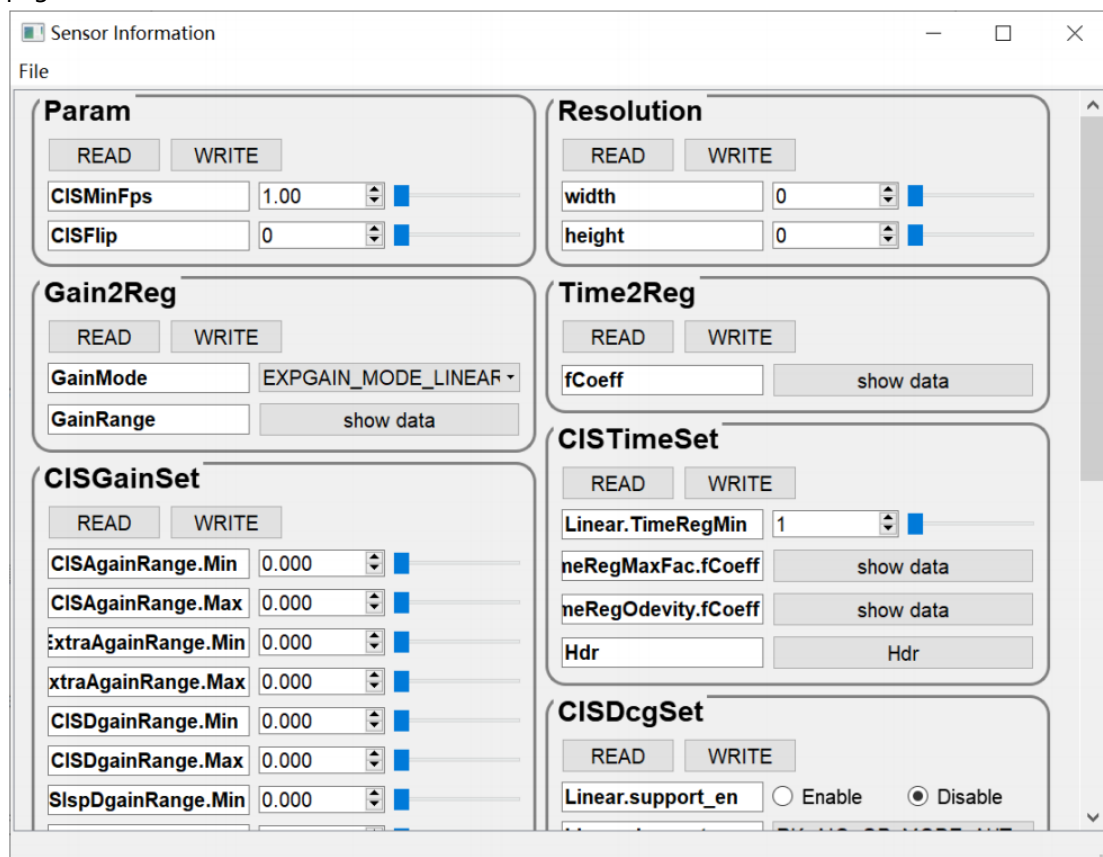 Sensor Information
File
Param
READ WRITE
CISMinFps 1.00
CISFlip 0
Gain2Reg
READ WRITE
GainMode EXPGAIN_MODE_LINEAR
GainRange show data
CISGainSet
READ WRITE
CISAgainRange.Min 0.000
CISAgainRange.Max 0.000
ExtraAgainRange.Min 0.000
xtraAgainRange.Max 0.000
CISDgainRange.Min 0.000
CISDgainRange.Max 0.000
SIspDgainRange.Min 0.000
Resolution
READ WRITE
width 0
height 0
Time2Reg
READ WRITE
fCoeff show data
CISTimeSet
READ WRITE
Linear.TimeRegMin 1
neRegMaxFac.fCoeff show data
neRegOdevity.fCoeff show data
Hdr Hdr
CISDcgSet
READ WRITE
Linear.support_en Enable Disable